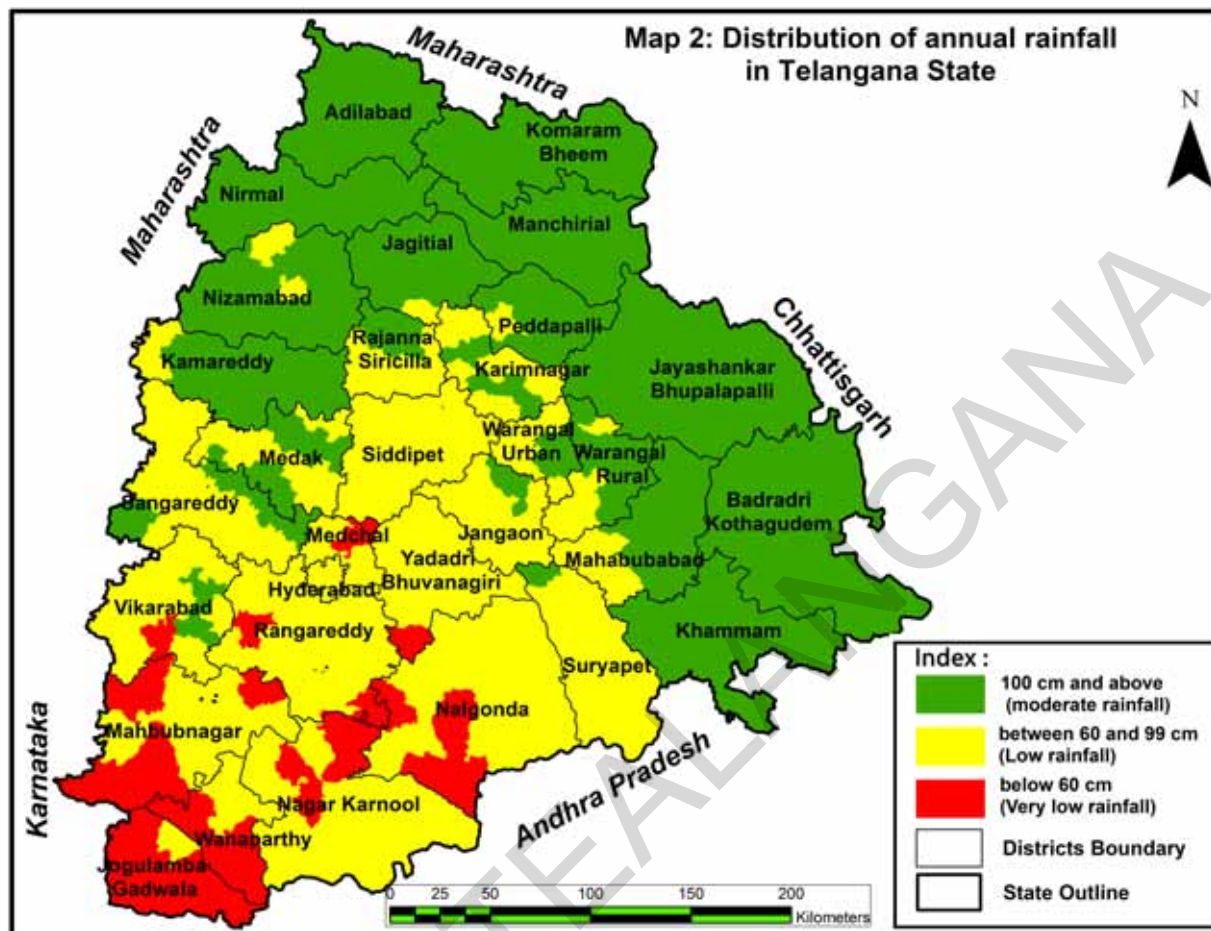 Map 2: Distribution of annual rainfall
in Telangana State
Maharashtra
Maharashtra
N
Adilabad
Komaram
Bheem
Nirmal
Manchirial
Jagitial
Nizamabad
Peddapalli
Chhattisgarh
Rajanna
Siricilla
Kamareddy
Karimnagar
Jayashankar
Bhupalapalli
Warangal
Urban
Siddipet
Medak
Warangal
Rural
Sangareddy
Badradri
Kothagudem
Medchal
Jangaon
Yadadri
Bhuvanagiri
Mahabubabad
Hyderabad
Vikarabad
Rangareddy
Khammam
Suryapet
Nalgonda
Mahbubnagar
Karnataka
Andhra Pradesh
Nagar Karnool
Wanaparthy
Jogulamba
Gadwala
Index :
100 cm and above
(moderate rainfall)
between 60 and 99 cm
(Low rainfall)
below 60 cm
(Very low rainfall)
Districts Boundary
State Outline
0 25 50 100 150 200
Kilometers
TEALANGANA